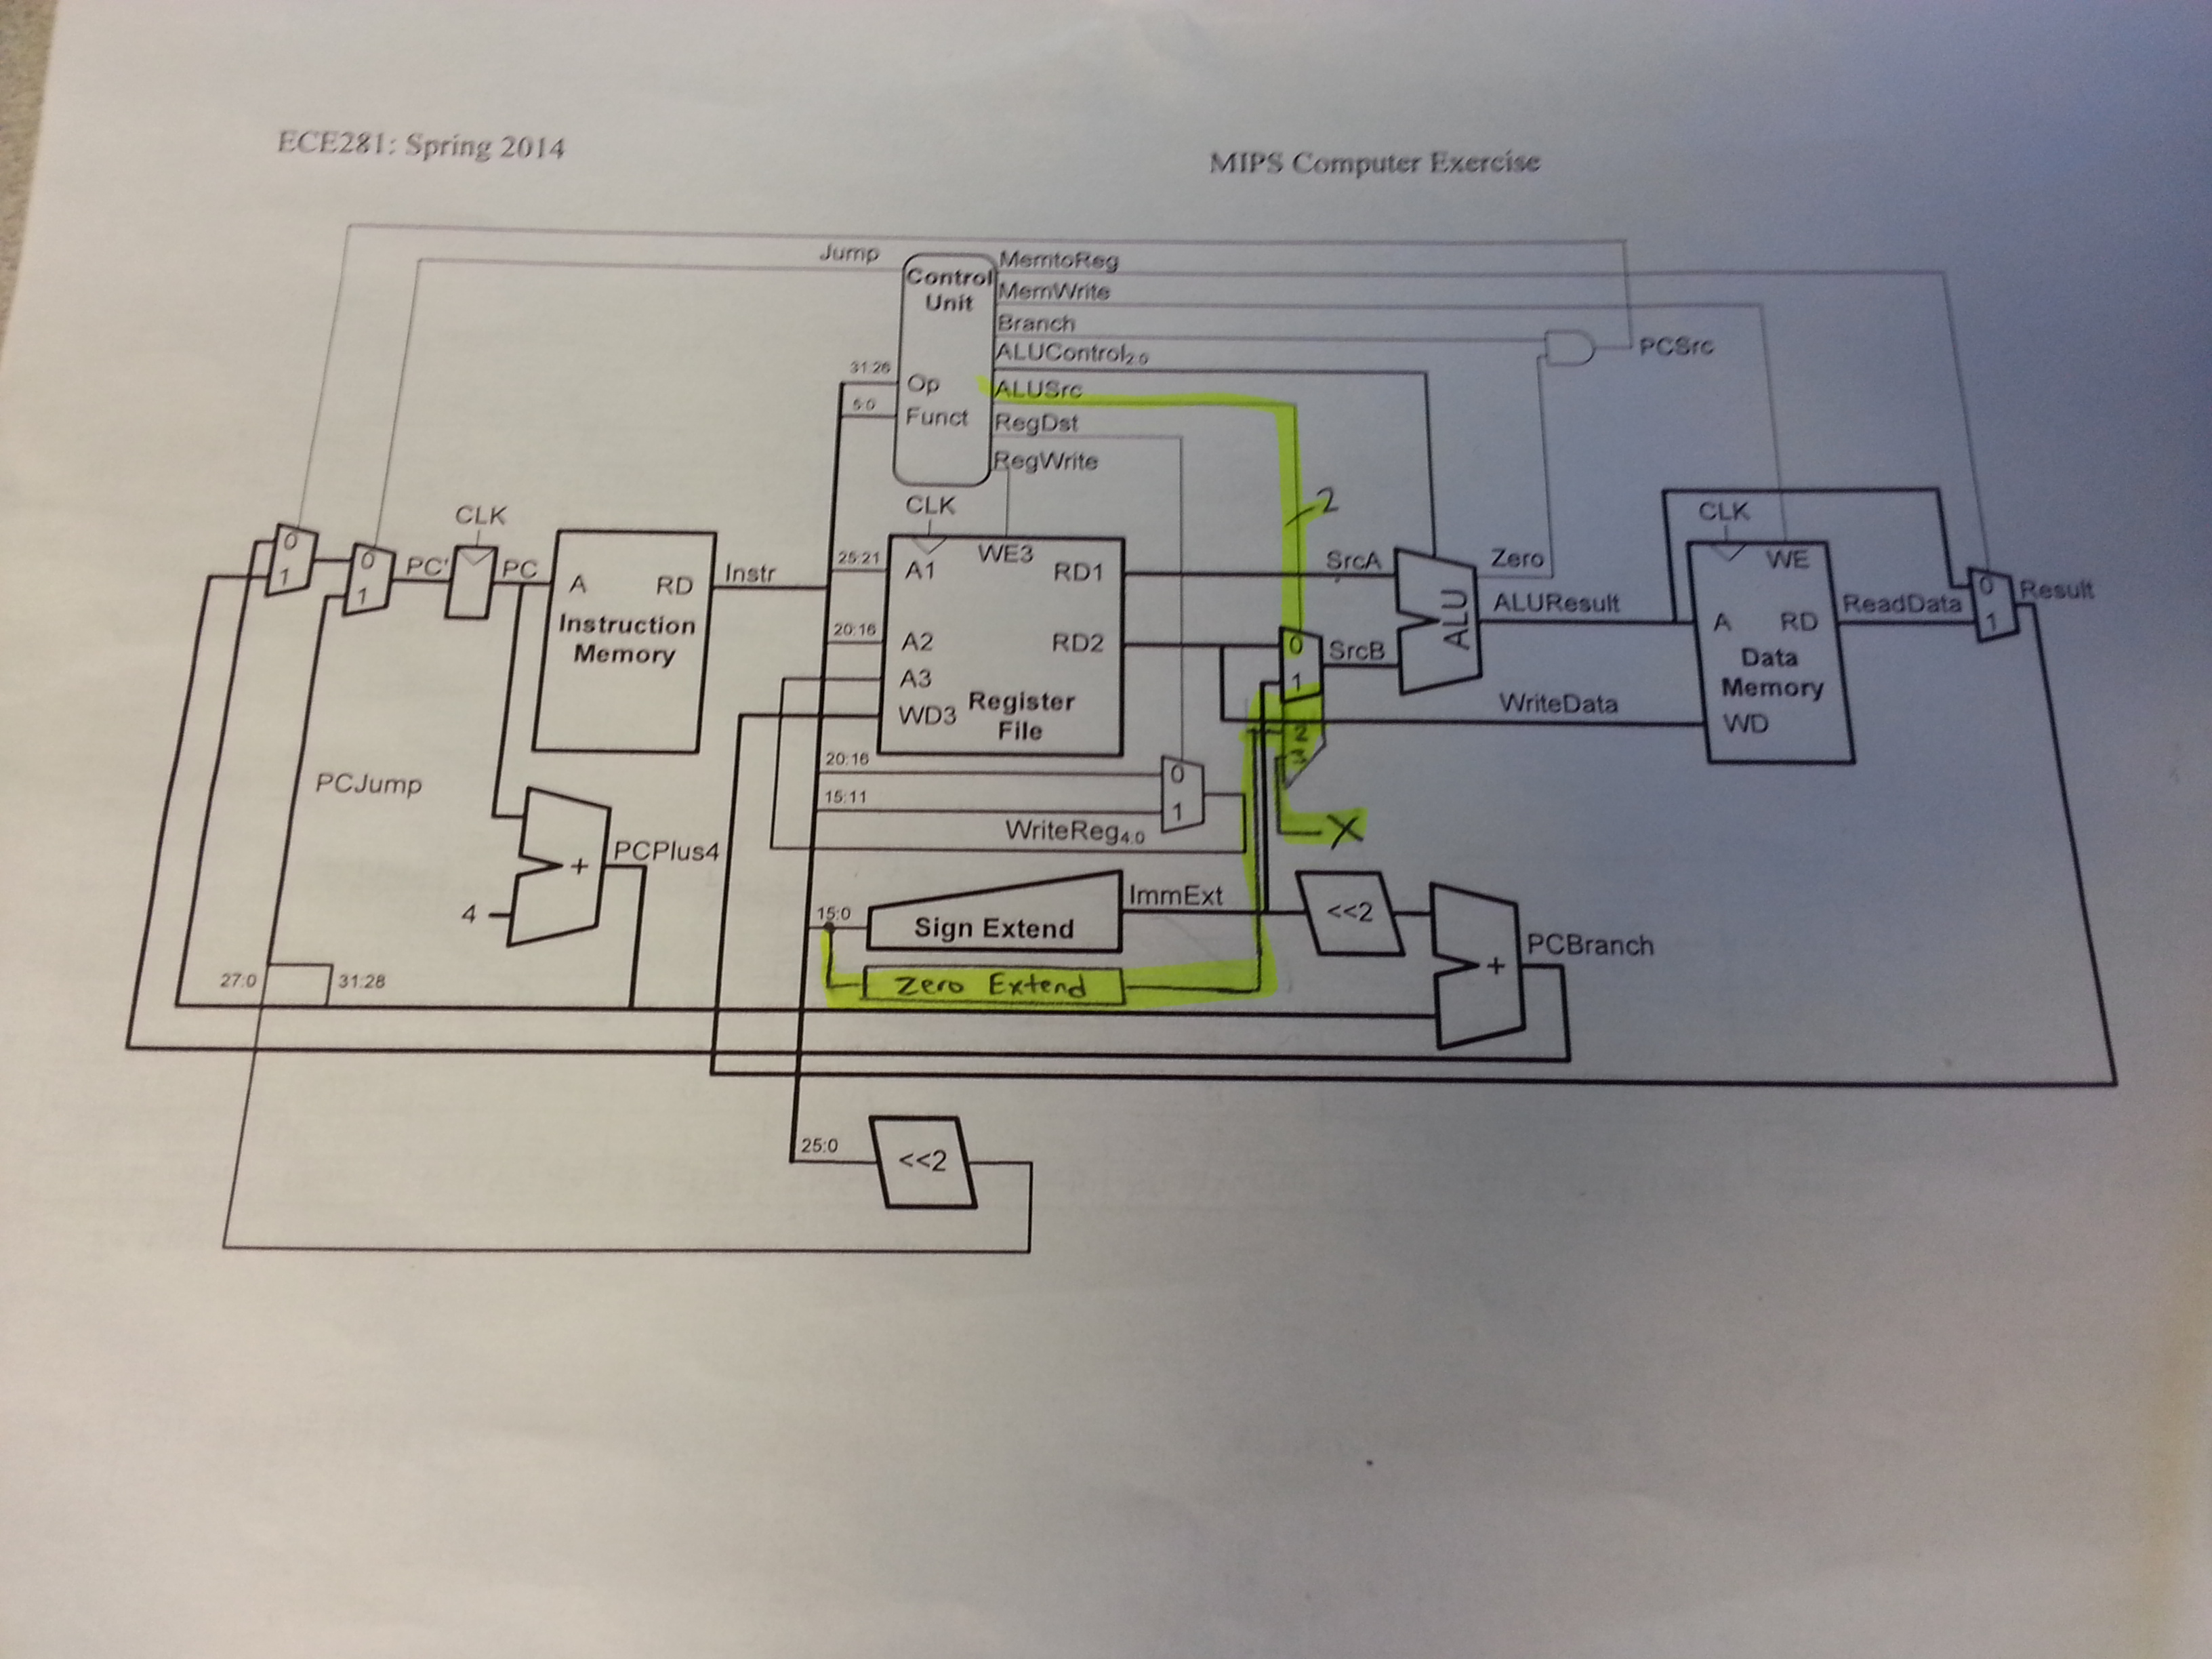 ECE281: Spring 2014
MIPS Computer Exercise
Jump
Control
Unit
MemtoReg
MemWrite
Branch
ALUControl2:0
ALUSrc
RegDst
RegWrite
31:26
Op
5:0
Funct
PCSrc
2
CLK
CLK
CLK
0
1
0
1
PC'
PC
A
RD
Instruction
Memory
Instr
25:21
20:16
A1
A2
A3
WD3
WE3
RD1
RD2
Register
File
SrcA
SrcB
0
1
2
3
X
ALU
Zero
ALUResult
WriteData
A
RD
Data
Memory
WD
WE
ReadData
0
1
Result
20:16
15:11
0
1
WriteReg4:0
PCPlus4
+
4
15:0
Sign Extend
ImmExt
<<2
+
PCBranch
Zero Extend
PCJump
27:0
31:28
25:0
<<2